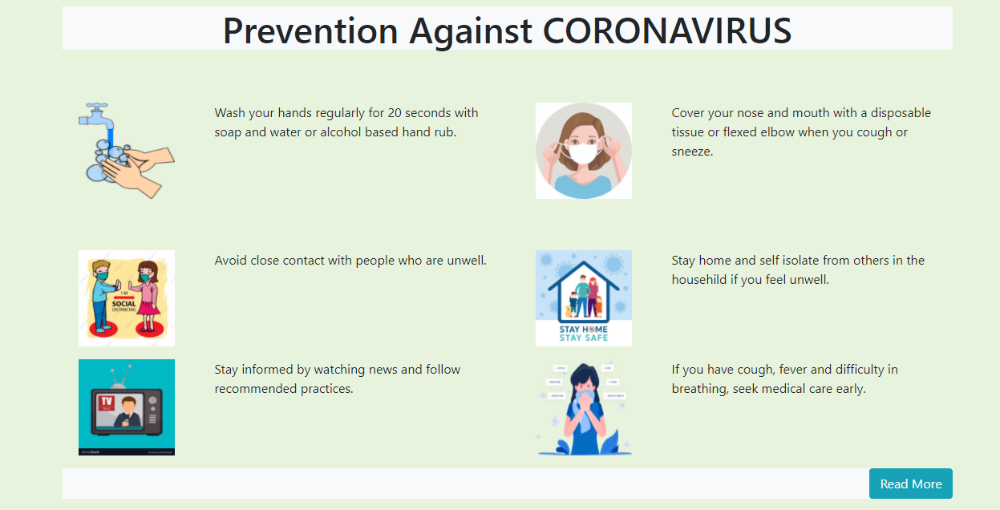 Prevention Against CORONAVIRUS
Wash your hands regularly for 20 seconds with
soap and water or alcohol based hand rub.
Cover your nose and mouth with a disposable
tissue or flexed elbow when you cough or
sneeze.
1 M
SOCIAL
DISTANCING
Avoid close contact with people who are unwell.
STAY HOME
STAY SAFE
Stay home and self isolate from others in the
househild if you feel unwell.
TV
Stay informed by watching news and follow
recommended practices.
If you have cough, fever and difficulty in
breathing, seek medical care early.
Read More